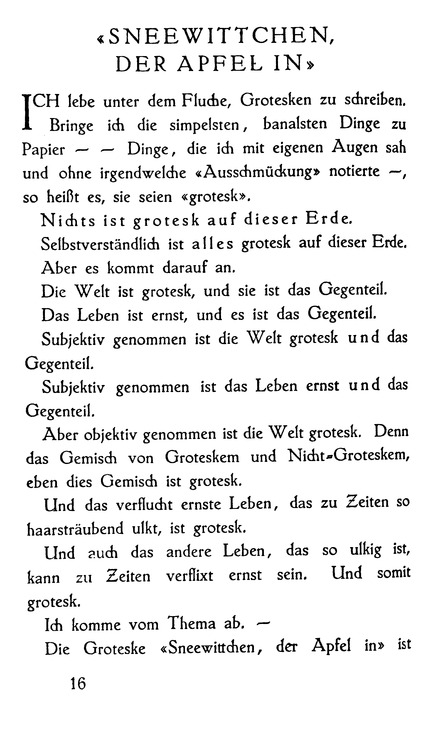 «SNEEWITTCHEN,
DER APFEL IN»
ICH lebe unter dem Fluche, Grotesken zu schreiben.
Bringe ich die simpelsten, banalsten Dinge zu
Papier — — Dinge, die ich mit eigenen Augen sah
und ohne irgendwelche «Ausschmückung» notierte —,
so heißt es, sie seien «grotesk».
Nichts ist grotesk auf dieser Erde.
Selbstverständlich ist alles grotesk auf dieser Erde.
Aber es kommt darauf an.
Die Welt ist grotesk, und sie ist das Gegenteil.
Das Leben ist ernst, und es ist das Gegenteil.
Subjektiv genommen ist die Welt grotesk und das
Gegenteil.
Subjektiv genommen ist das Leben ernst und das
Gegenteil.
Aber objektiv genommen ist die Welt grotesk. Denn
das Gemisch von Groteskem und Nicht-Groteskem,
eben dies Gemisch ist grotesk.
Und das verflucht ernste Leben, das zu Zeiten so
haarsträubend ulkt, ist grotesk.
Und auch das andere Leben, das so ulkig ist,
kann zu Zeiten verflixt ernst sein. Und somit
grotesk.
Ich komme vom Thema ab. —
Die Groteske «Sneewittchen, der Apfel in» ist
16